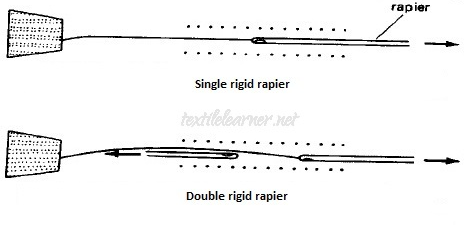 rapier
Single rigid rapier
textilelearner.net
Double rigid rapier